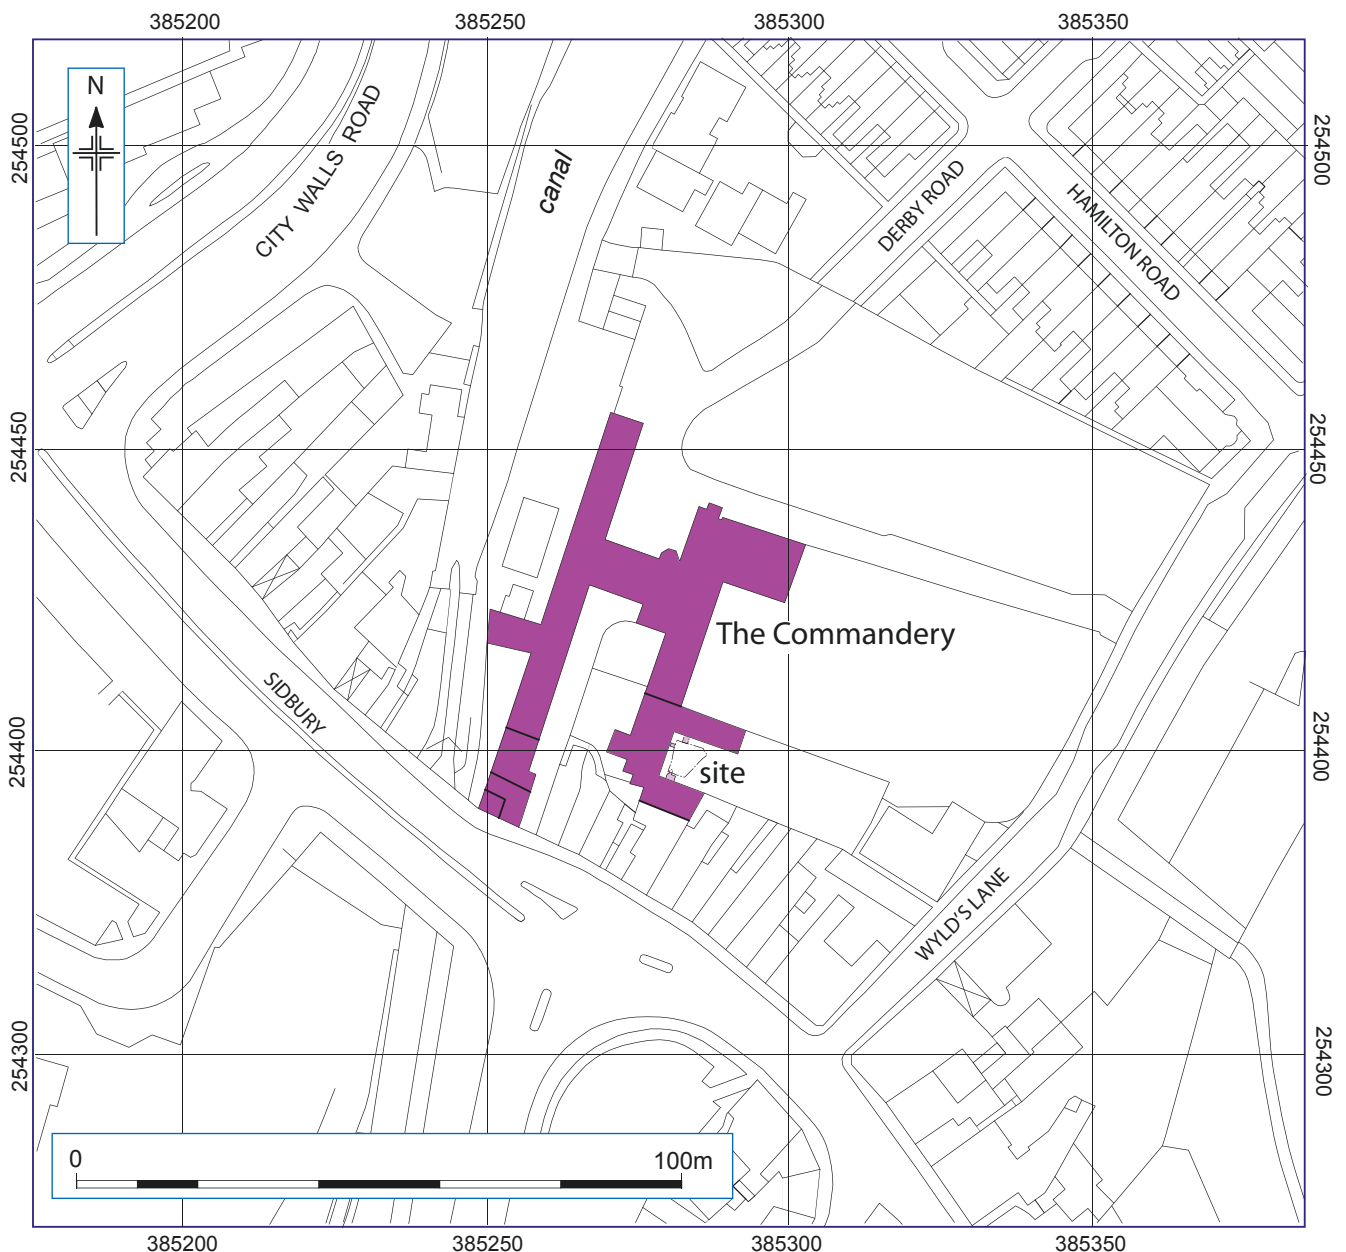 385200 385250 385300 385350
N
254500
254500
CITY WALLS ROAD
canal
DERBY ROAD
HAMILTON ROAD
254450
254450
The Commandery
SIDBURY
254400
254400
site
WYLD'S LANE
254300
254300
0 100m
385200 385250 385300 385350